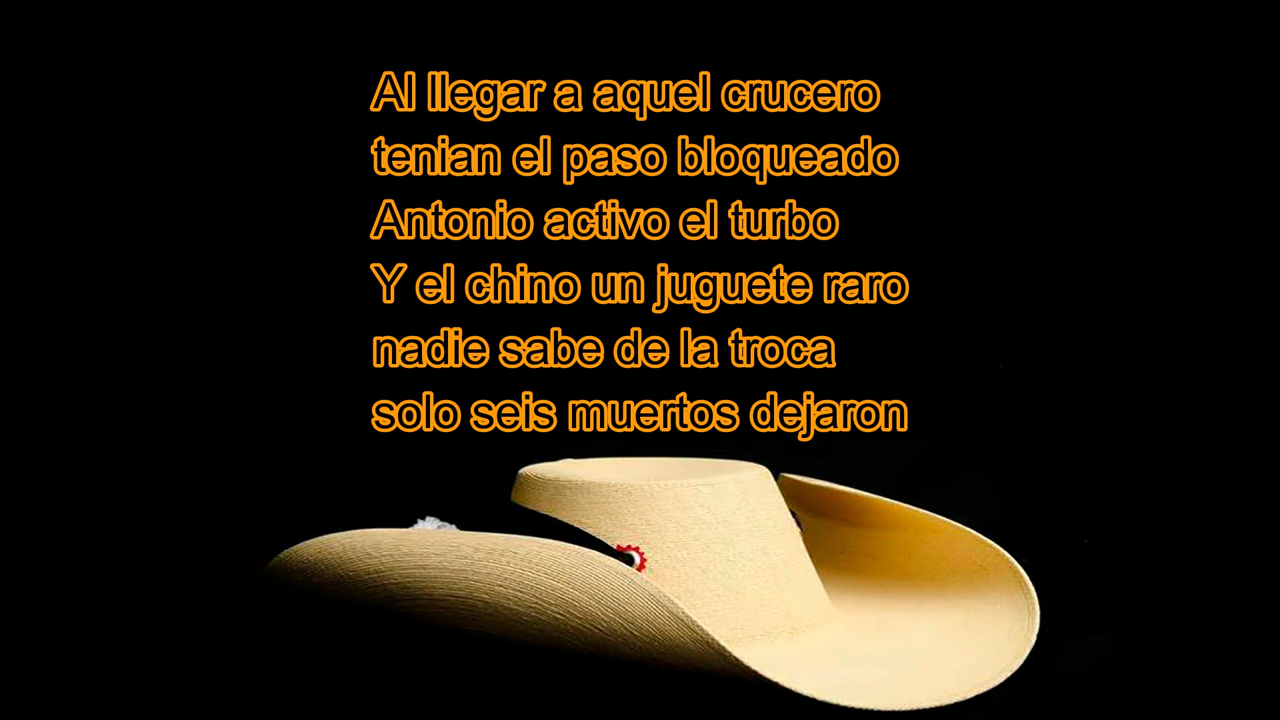 Al llegar a aquel crucero
tenian el paso bloqueado
Antonio activo el turbo
Y el chino un juguete raro
nadie sabe de la troca
solo seis muertos dejaron